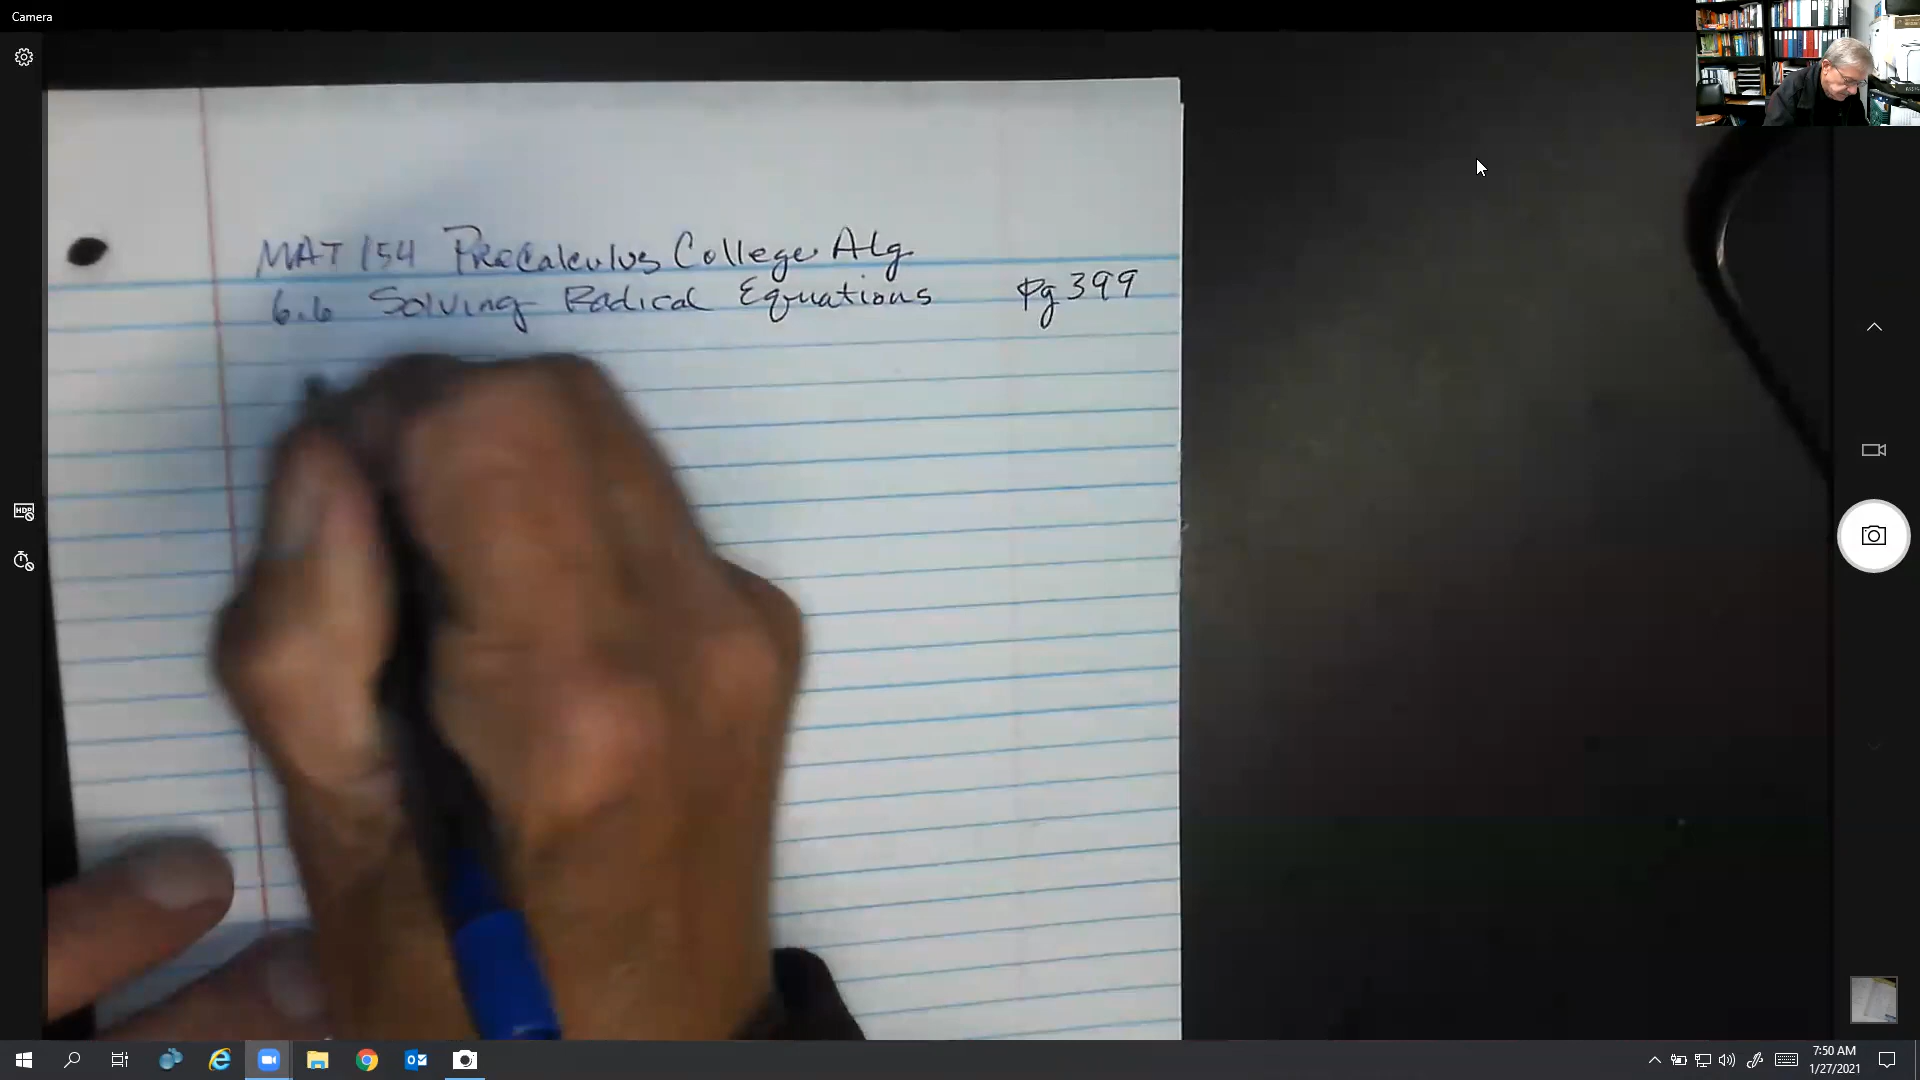 Camera
MAT 154 Precalculus College Alg
6.6 Solving Radical Equations pg 399
7:50 AM
1/27/2021